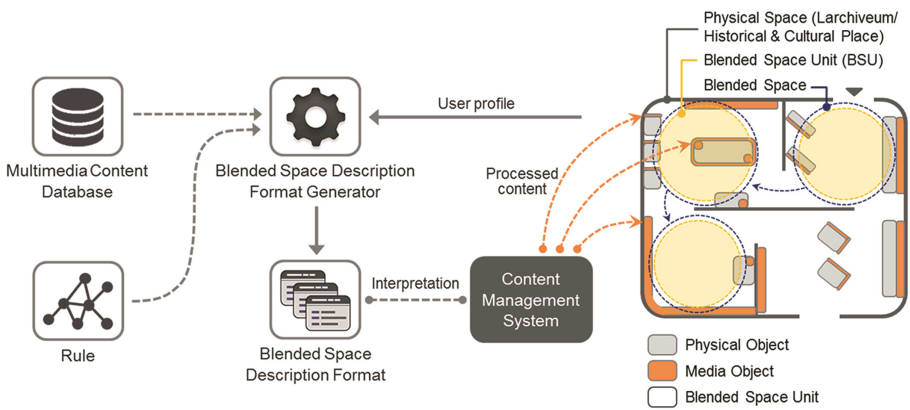 Multimedia Content
Database
Rule
Blended Space Description
Format Generator
Blended Space
Description Format
User profile
Processed
content
Interpretation
Content
Management
System
Physical Space (Larchiveum/
Historical & Cultural Place)
Blended Space Unit (BSU)
Blended Space
Physical Object
Media Object
Blended Space Unit